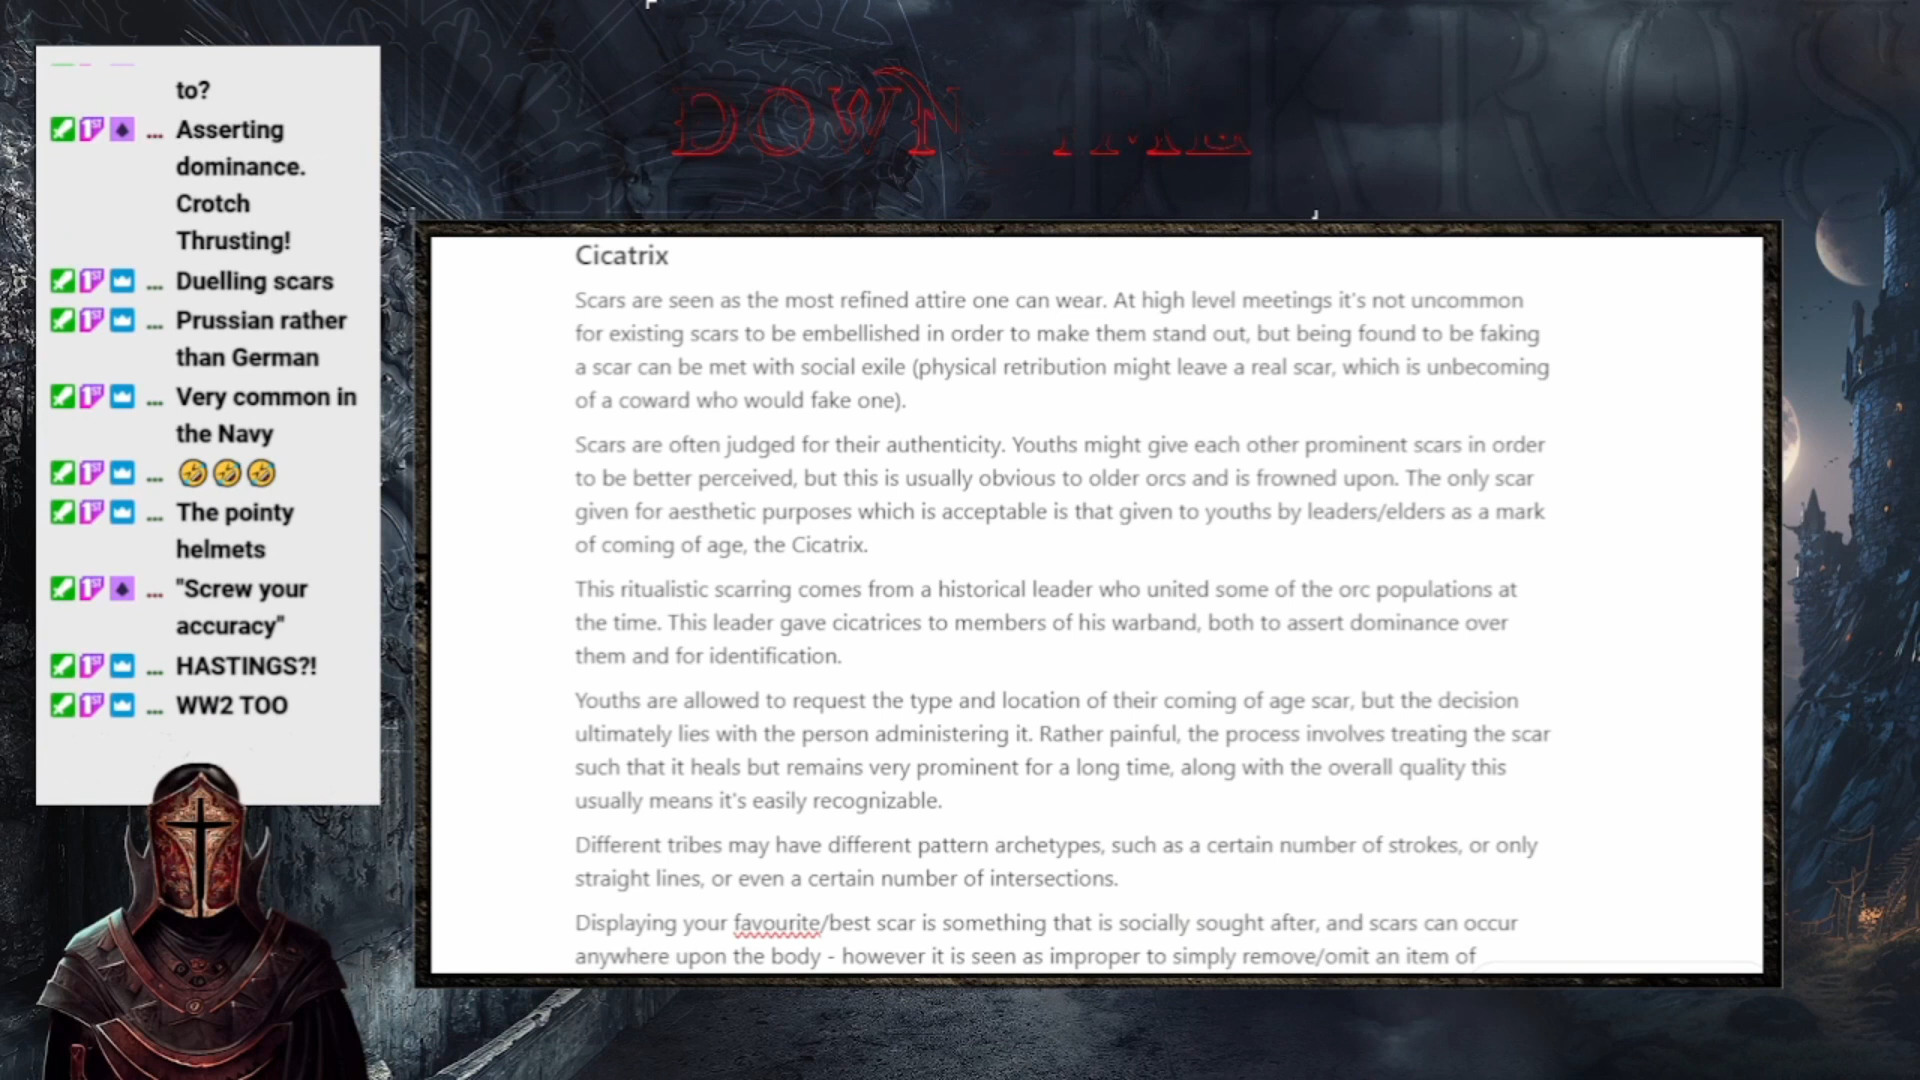 DOWN
to?
... Asserting
dominance.
Crotch
Thrusting!
... Duelling scars
... Prussian rather
than German
... Very common in
the Navy
... 🤣🤣🤣
... The pointy
helmets
... "Screw your
accuracy"
... HASTINGS?!
... WW2 TOO
Cicatrix
Scars are seen as the most refined attire one can wear. At high level meetings it's not uncommon
for existing scars to be embellished in order to make them stand out, but being found to be faking
a scar can be met with social exile (physical retribution might leave a real scar, which is unbecoming
of a coward who would fake one).
Scars are often judged for their authenticity. Youths might give each other prominent scars in order
to be better perceived, but this is usually obvious to older orcs and is frowned upon. The only scar
given for aesthetic purposes which is acceptable is that given to youths by leaders/elders as a mark
of coming of age, the Cicatrix.
This ritualistic scarring comes from a historical leader who united some of the orc populations at
the time. This leader gave cicatrices to members of his warband, both to assert dominance over
them and for identification.
Youths are allowed to request the type and location of their coming of age scar, but the decision
ultimately lies with the person administering it. Rather painful, the process involves treating the scar
such that it heals but remains very prominent for a long time, along with the overall quality this
usually means it's easily recognizable.
Different tribes may have different pattern archetypes, such as a certain number of strokes, or only
straight lines, or even a certain number of intersections.
Displaying your favourite/best scar is something that is socially sought after, and scars can occur
anywhere upon the body - however it is seen as improper to simply remove/omit an item of